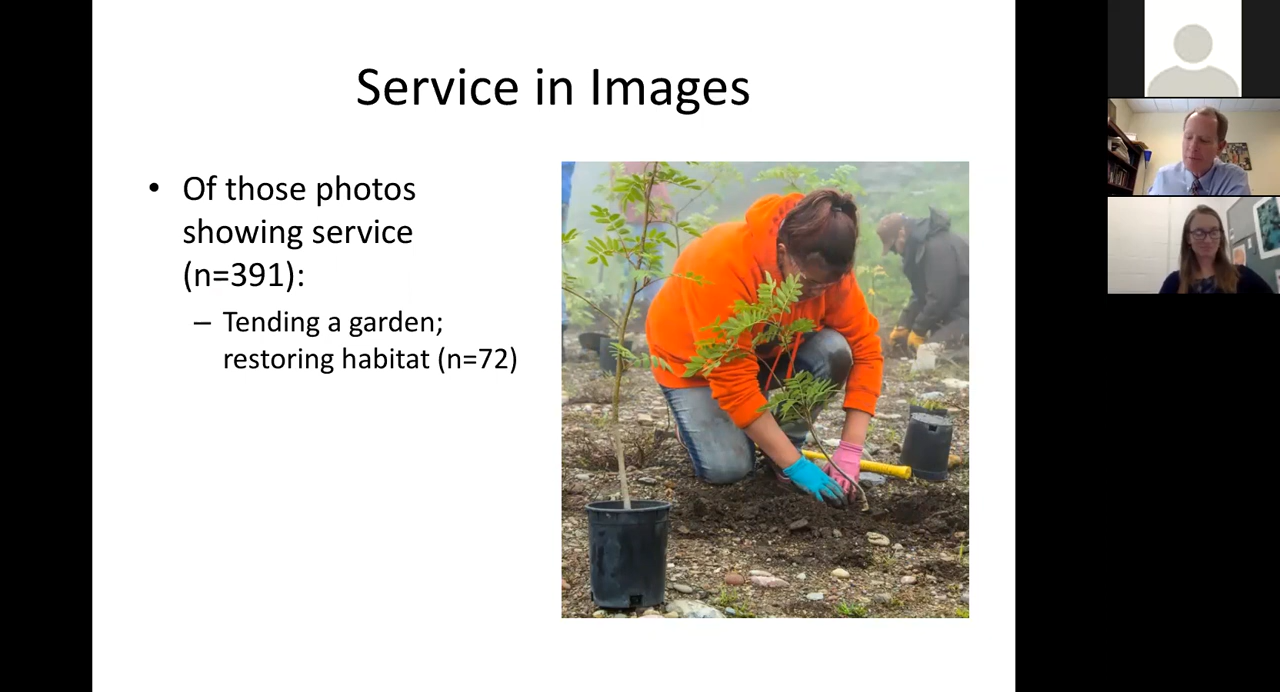 Service in Images
• Of those photos
showing service
(n=391):
– Tending a garden;
restoring habitat (n=72)